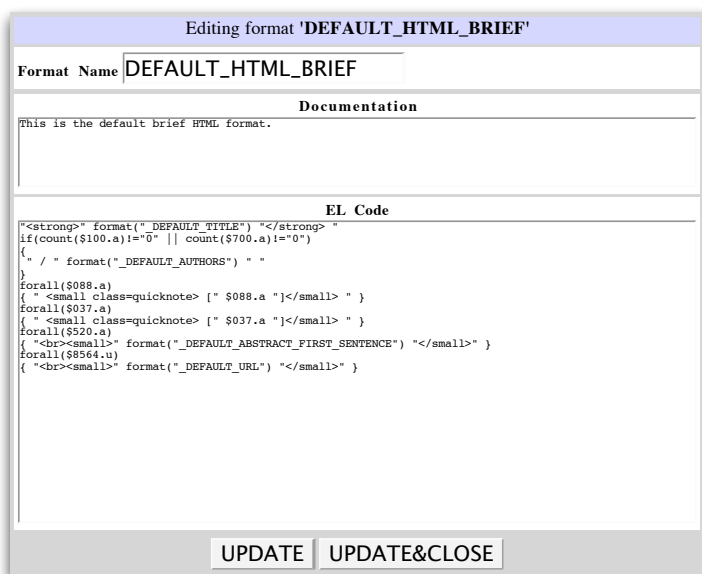 Editing format 'DEFAULT_HTML_BRIEF'
Format Name DEFAULT_HTML_BRIEF
Documentation
This is the default brief HTML format.
EL Code
"<strong>" format("_DEFAULT_TITLE") "</strong> "
if(count($100.a)!="0" || count($700.a)!="0")
{
" / " format("_DEFAULT_AUTHORS") " "
}
forall($088.a)
{ " <small class=quicknote> [" $088.a "]</small> " }
forall($037.a)
{ " <small class=quicknote> [" $037.a "]</small> " }
forall($520.a)
{ "<br><small>" format("_DEFAULT_ABSTRACT_FIRST_SENTENCE") "</small>" }
forall($8564.u)
{ "<br><small>" format("_DEFAULT_URL") "</small>" }
UPDATE UPDATE&CLOSE